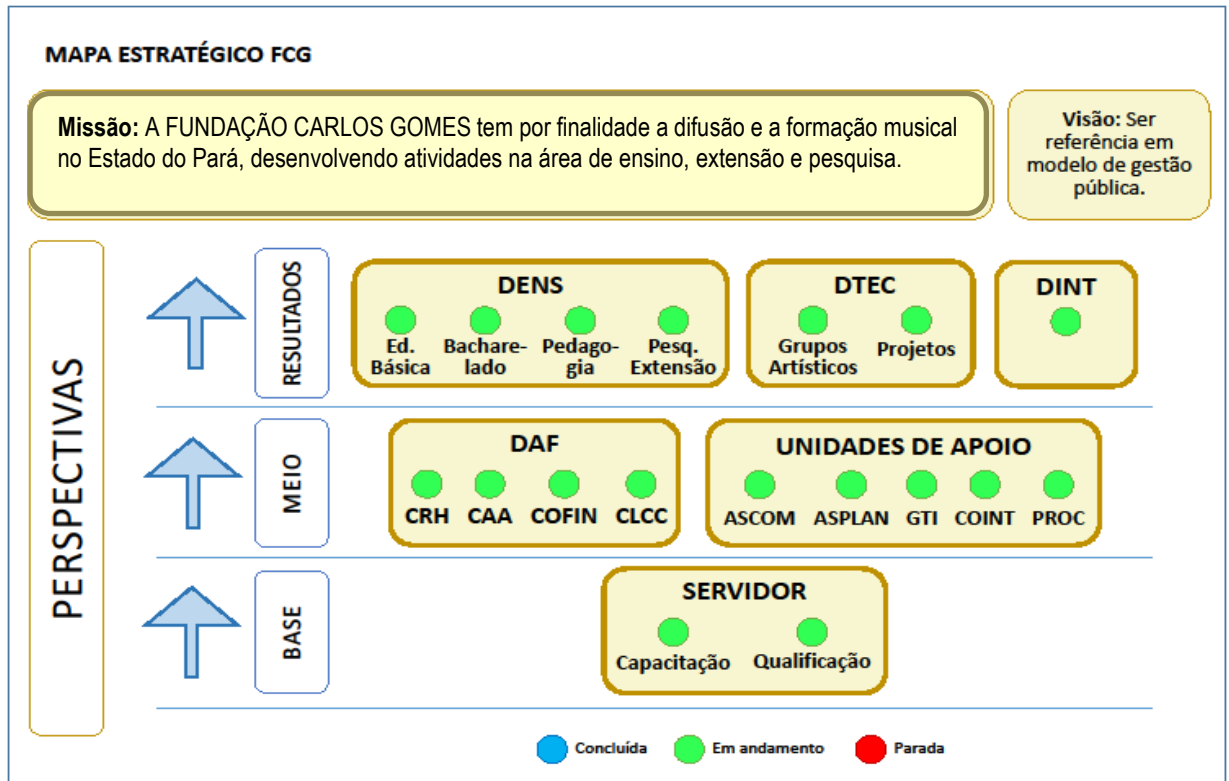 MAPA ESTRATÉGICO FCG
Missão: A FUNDAÇÃO CARLOS GOMES tem por finalidade a difusão e a formação musical
no Estado do Pará, desenvolvendo atividades na área de ensino, extensão e pesquisa.
Visão: Ser
referência em
modelo de gestão
pública.
PERSPECTIVAS
RESULTADOS
DENS
Ed.
Básica
Bachare-
lado
Pedago-
gia
Pesq.
Extensão
DTEC
Grupos
Artísticos
Projetos
DINT
MEIO
DAF
CRH
CAA
COFIN
CLCC
UNIDADES DE APOIO
ASCOM
ASPLAN
GTI
COINT
PROC
BASE
SERVIDOR
Capacitação
Qualificação
Concluída
Em andamento
Parada